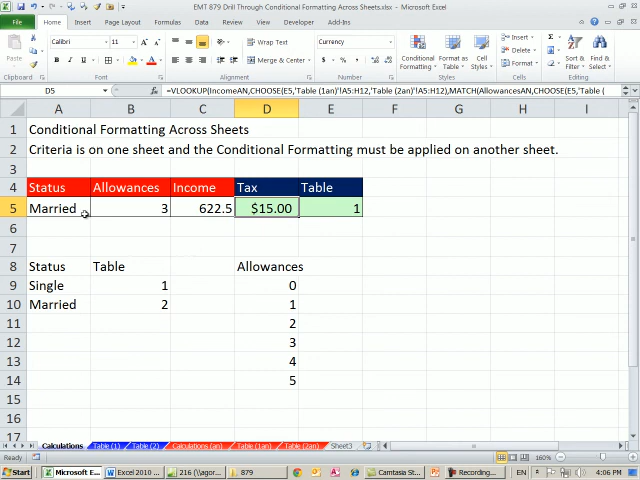 EMT 879 Drill Through Conditional Formatting Across Sheets.xlsx - Microsoft Excel
File Home Insert Page Layout Formulas Data Review View Developer Add-Ins
Calibri 11 Wrap Text Currency Insert
Paste Merge & Center Conditional Formatting Format as Table Cell Styles Delete Format Sort & Filter Find & Select
Clipboard Font Alignment Number Styles Cells Editing
D5 =VLOOKUP(IncomeAN,CHOOSE(E5,'Table (1an)'!A5:H12,'Table (2an)'!A5:H12),MATCH(AllowancesAN,CHOOSE(E5,'Table (
A B C D E F G H I
1 Conditional Formatting Across Sheets
2 Criteria is on one sheet and the Conditional Formatting must be applied on another sheet.
3
4 Status Allowances Income Tax Table
5 Married 3 622.5 $15.00 1
6
7
8 Status Table Allowances
9 Single 1 0
10 Married 2 1
11 2
12 3
13 4
14 5
15
16
17
Calculations Table (1) Table (2) Calculations (an) Table (1an) Table (2an) Sheet3
160%
Start Microsoft E... Excel 2010 ... 216 (\\agor... 879 Camtasia St... Recording... EN 4:06 PM